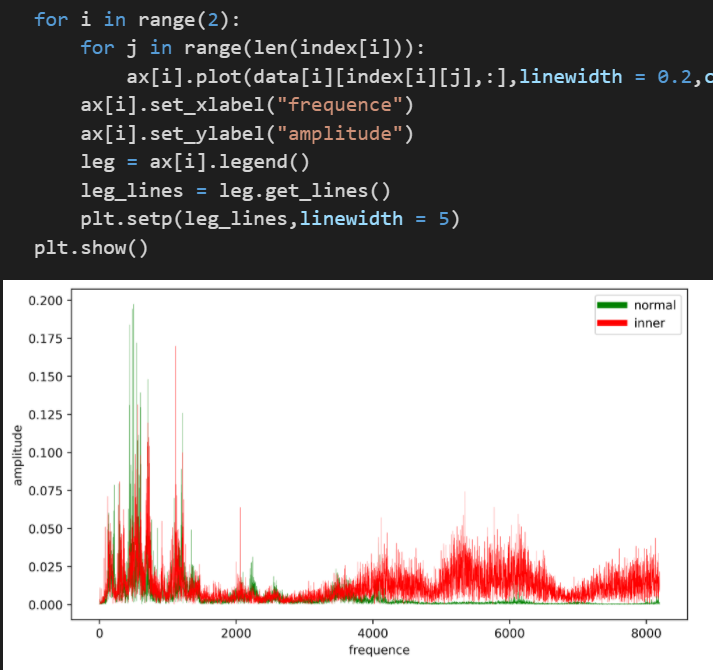 for i in range(2):
    for j in range(len(index[i])):
        ax[i].plot(data[i][index[i][j],:],linewidth = 0.2,c
    ax[i].set_xlabel("frequence")
    ax[i].set_ylabel("amplitude")
    leg = ax[i].legend()
    leg_lines = leg.get_lines()
    plt.setp(leg_lines,linewidth = 5)
plt.show()
normal
inner
0.200
0.175
0.150
0.125
0.100
0.075
0.050
0.025
0.000
amplitude
0 2000 4000 6000 8000
frequence